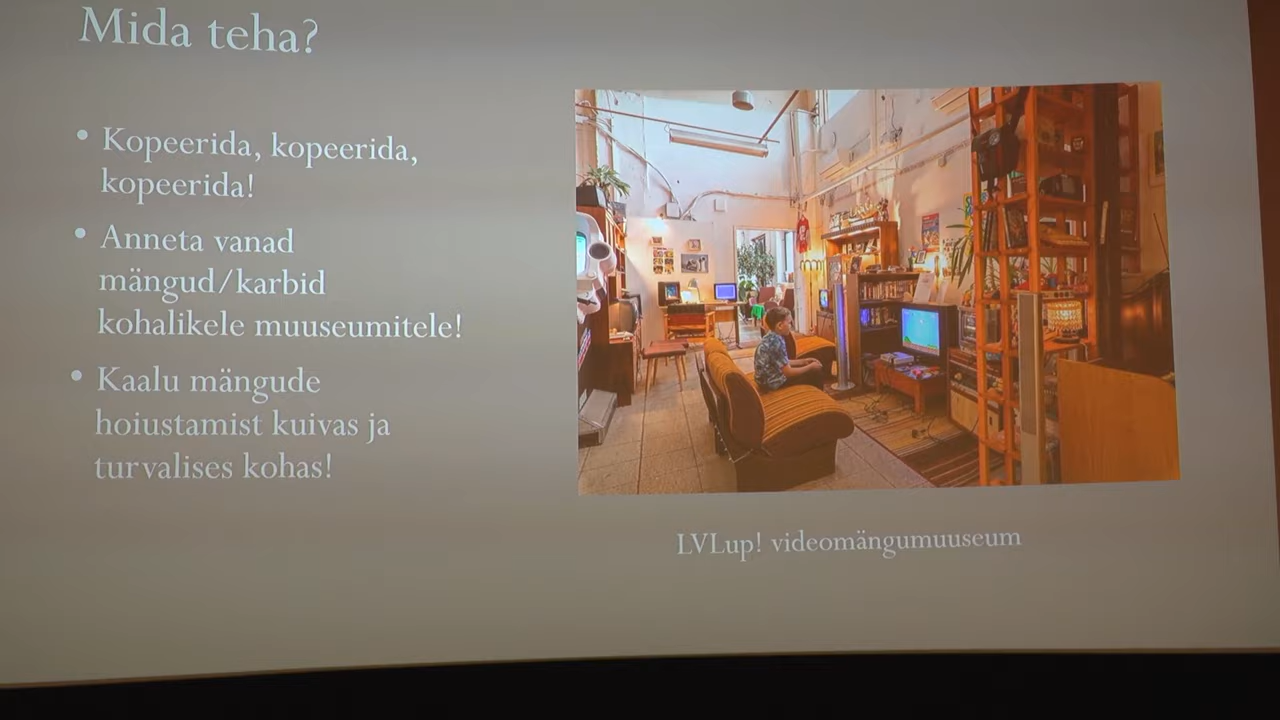 Mida teha?
• Kopeerida, kopeerida,
kopeerida!
• Anneta vanad
mängud/karbid
kohalikele muuseumitele!
• Kaalu mängude
hoiustamist kuivas ja
turvalises kohas!
LVLup! videomängumuuseum